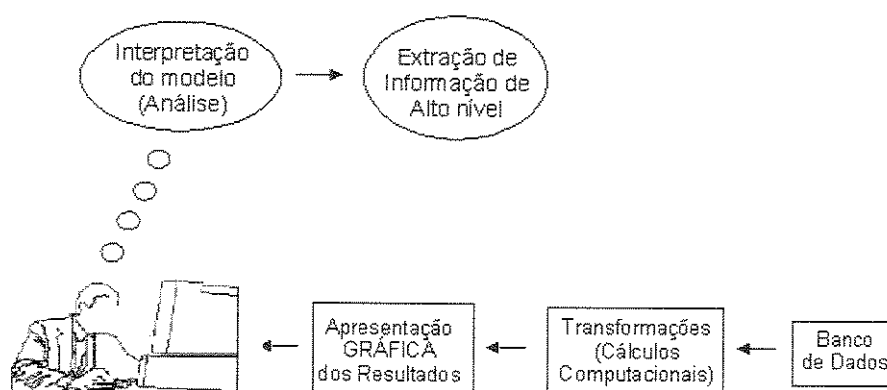 Interpretação
do modelo
(Análise)
Extração de
Informação de
Alto nível
Apresentação
GRÁFICA
dos Resultados
Transformações
(Cálculos
Computacionais)
Banco
de Dados